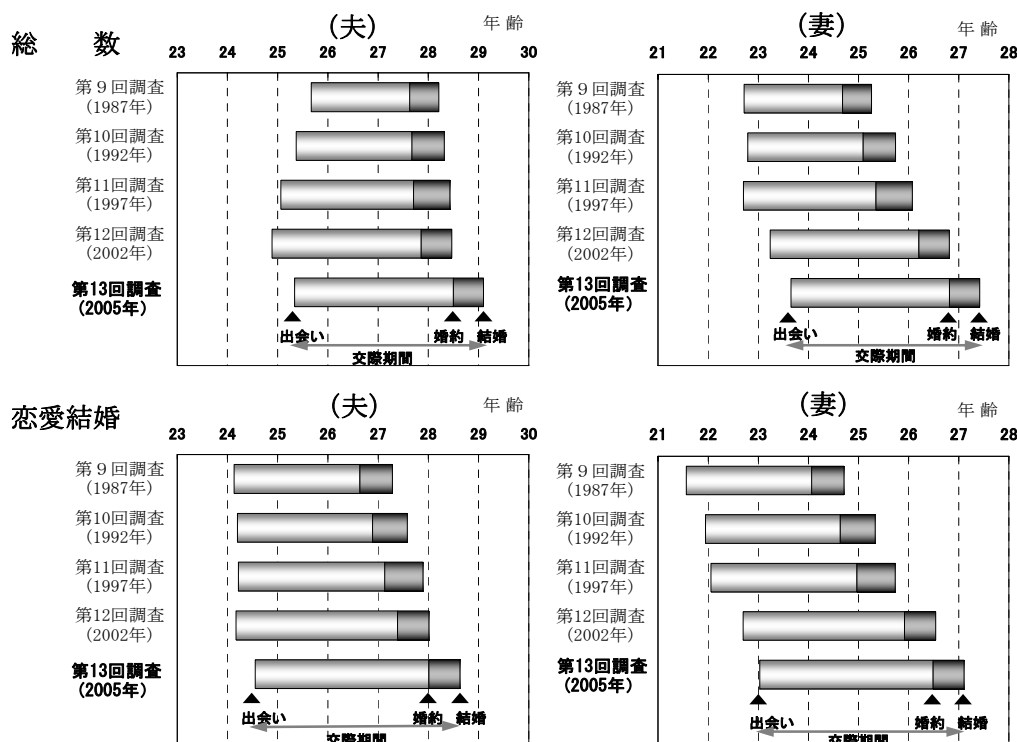 総　　数
（夫）
年 齢
23 24 25 26 27 28 29 30
第９回調査
（1987年）
第10回調査
（1992年）
第11回調査
（1997年）
第12回調査
（2002年）
第13回調査
（2005年）
出会い 婚約 結婚
交際期間
（妻）
年 齢
21 22 23 24 25 26 27 28
第９回調査
（1987年）
第10回調査
（1992年）
第11回調査
（1997年）
第12回調査
（2002年）
第13回調査
（2005年）
出会い 婚約 結婚
交際期間
恋愛結婚
（夫）
年 齢
23 24 25 26 27 28 29 30
第９回調査
（1987年）
第10回調査
（1992年）
第11回調査
（1997年）
第12回調査
（2002年）
第13回調査
（2005年）
出会い 婚約 結婚
交際期間
（妻）
年 齢
21 22 23 24 25 26 27 28
第９回調査
（1987年）
第10回調査
（1992年）
第11回調査
（1997年）
第12回調査
（2002年）
第13回調査
（2005年）
出会い 婚約 結婚
交際期間